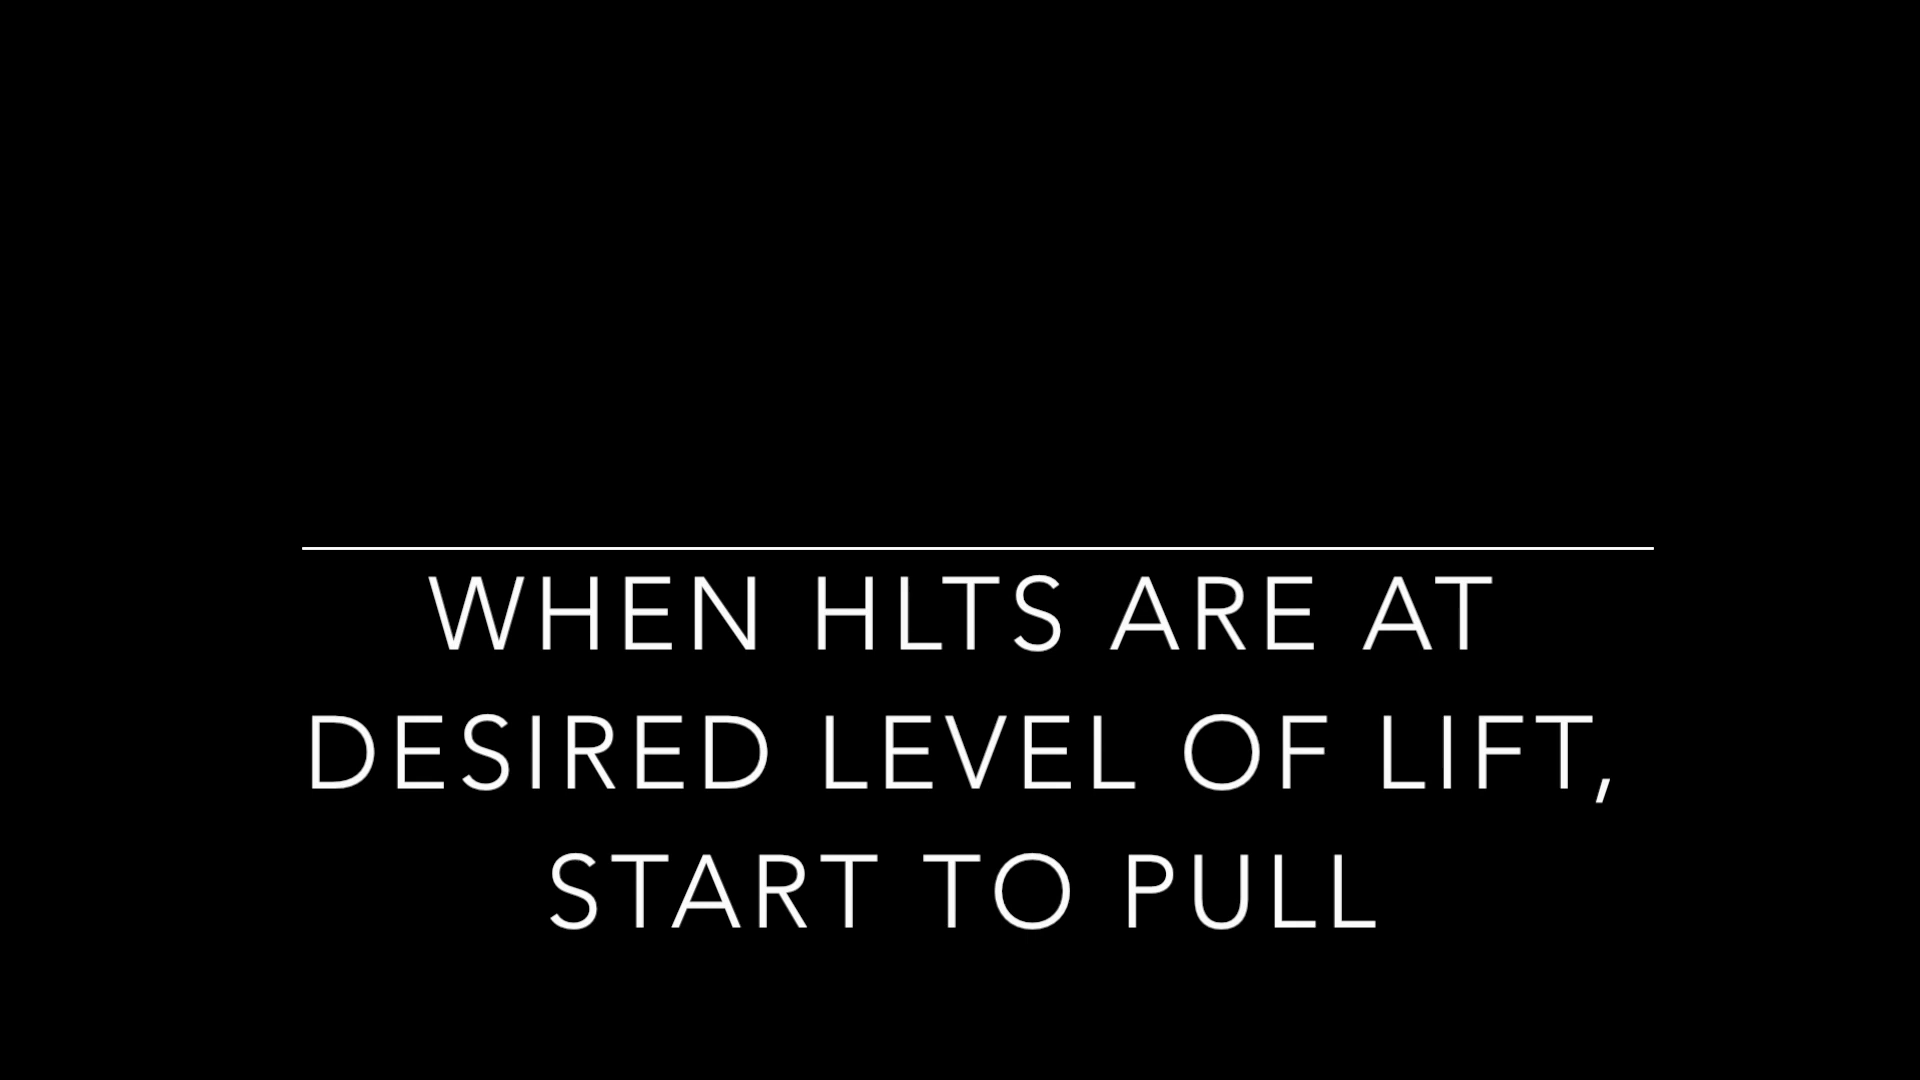 WHEN HLTS ARE AT
DESIRED LEVEL OF LIFT,
START TO PULL